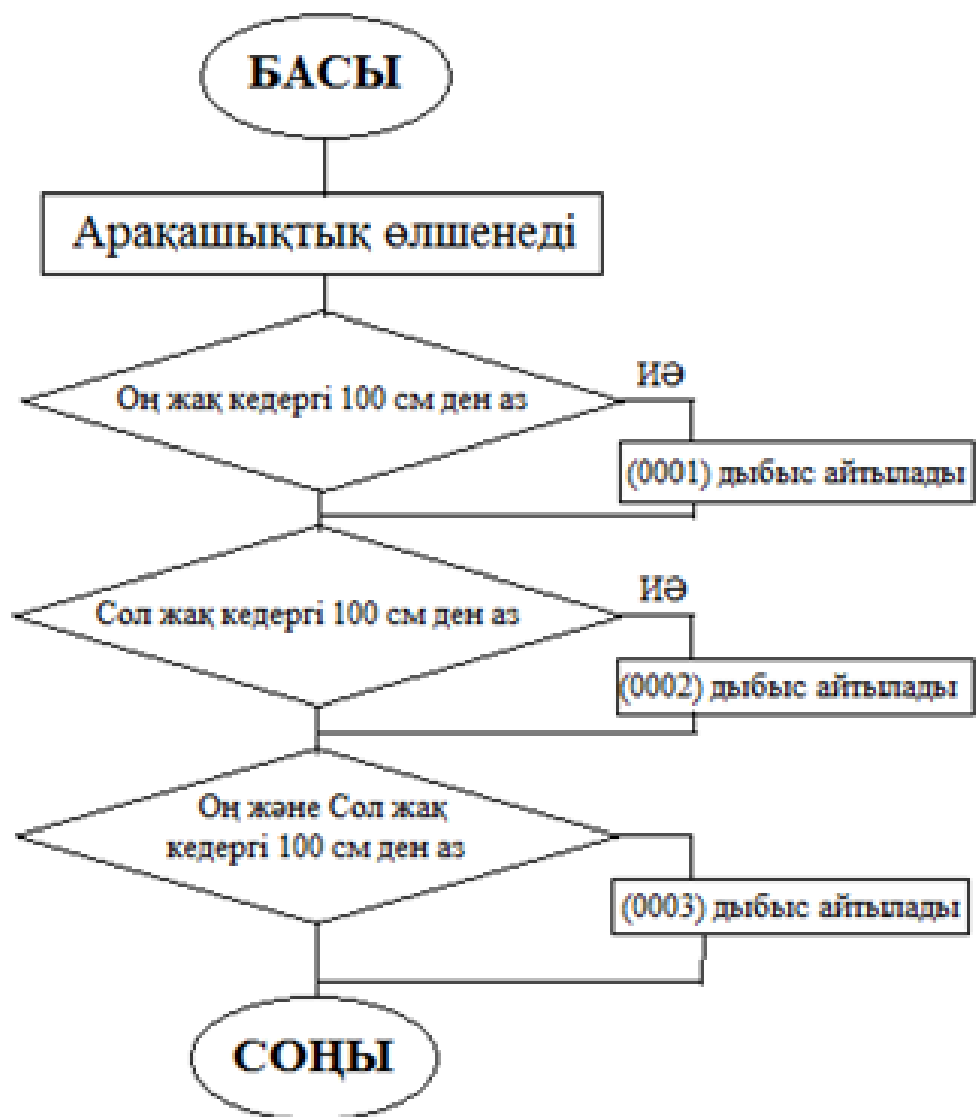 БАСЫ
Арақашықтық өлшенеді
Оң жақ кедергі 100 см ден аз
ИӘ
(0001) дыбыс айтылады
Сол жақ кедергі 100 см ден аз
ИӘ
(0002) дыбыс айтылады
Оң және Сол жақ
кедергі 100 см ден аз
(0003) дыбыс айтылады
СОҢЫ